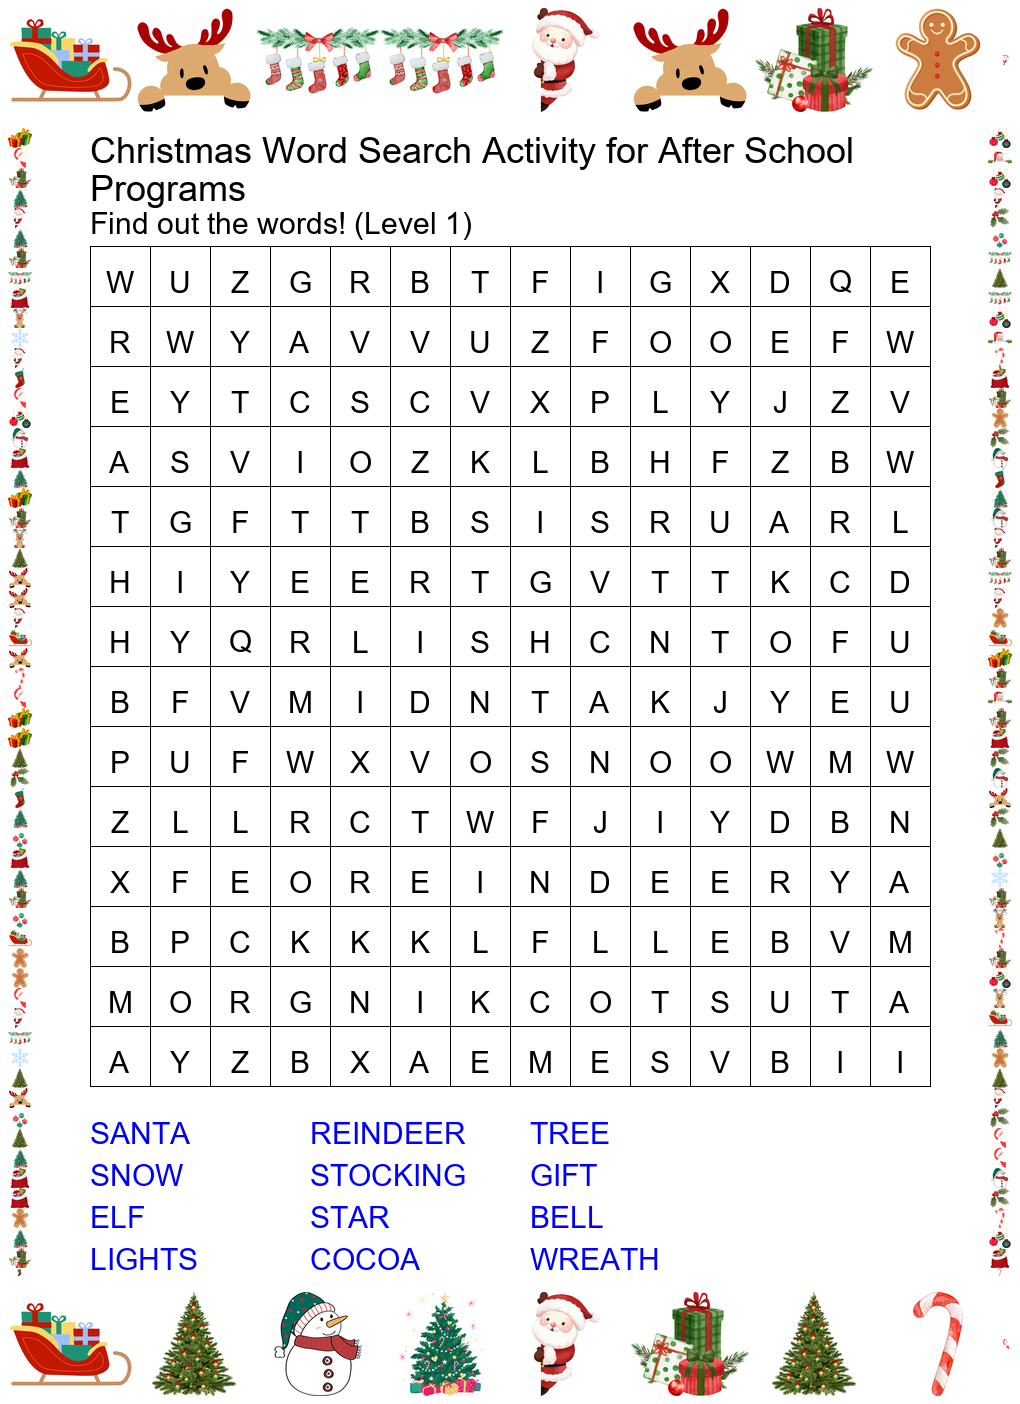 Christmas Word Search Activity for After School
Programs
Find out the words! (Level 1)
W U Z G R B T F I G X D Q E
R W Y A V V U Z F O O E F W
E Y T C S C V X P L Y J Z V
A S V I O Z K L B H F Z B W
T G F T T B S I S R U A R L
H I Y E E R T G V T T K C D
H Y Q R L I S H C N T O F U
B F V M I D N T A K J Y E U
P U F W X V O S N O O W M W
Z L L R C T W F J I Y D B N
X F E O R E I N D E E R Y A
B P C K K K L F L L E B V M
M O R G N I K C O T S U T A
A Y Z B X A E M E S V B I I
SANTA REINDEER TREE
SNOW STOCKING GIFT
ELF STAR BELL
LIGHTS COCOA WREATH